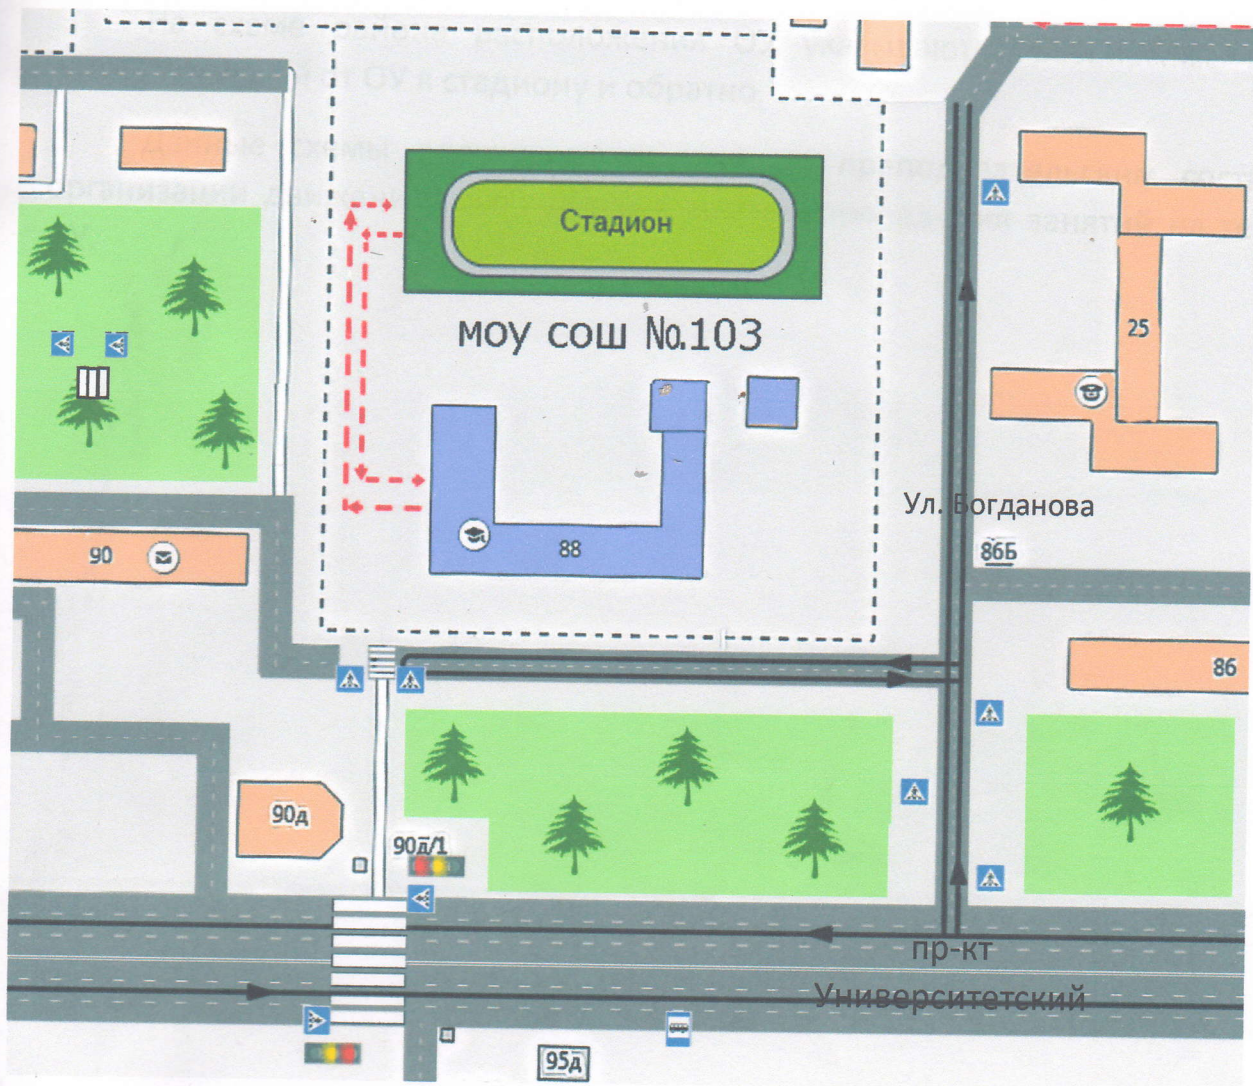 Стадион
моу сош №103
25
Ул. Богданова
90
88
86Б
86
90д
90д/1
пр-кт
Университетский
95д